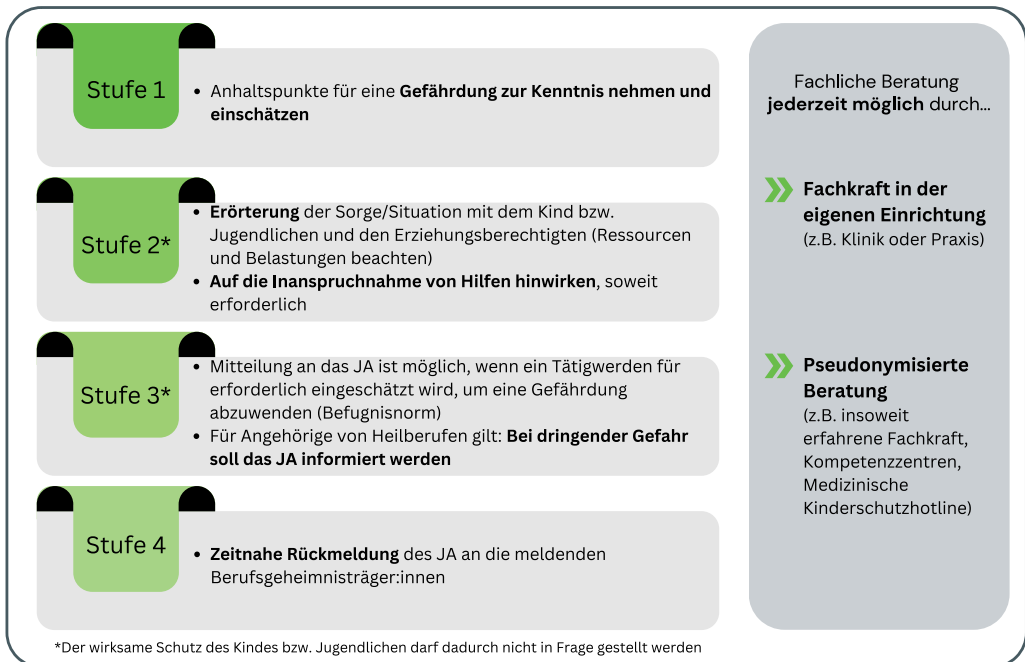 Stufe 1
• Anhaltspunkte für eine Gefährdung zur Kenntnis nehmen und
einschätzen
Stufe 2*
• Erörterung der Sorge/Situation mit dem Kind bzw.
Jugendlichen und den Erziehungsberechtigten (Ressourcen
und Belastungen beachten)
• Auf die Inanspruchnahme von Hilfen hinwirken, soweit
erforderlich
Stufe 3*
• Mitteilung an das JA ist möglich, wenn ein Tätigwerden für
erforderlich eingeschätzt wird, um eine Gefährdung
abzuwenden (Befugnisnorm)
• Für Angehörige von Heilberufen gilt: Bei dringender Gefahr
soll das JA informiert werden
Stufe 4
• Zeitnahe Rückmeldung des JA an die meldenden
Berufsgeheimnisträger:innen
*Der wirksame Schutz des Kindes bzw. Jugendlichen darf dadurch nicht in Frage gestellt werden
Fachliche Beratung
jederzeit möglich durch...
Fachkraft in der
eigenen Einrichtung
(z.B. Klinik oder Praxis)
Pseudonymisierte
Beratung
(z.B. insoweit
erfahrene Fachkraft,
Kompetenzzentren,
Medizinische
Kinderschutzhotline)